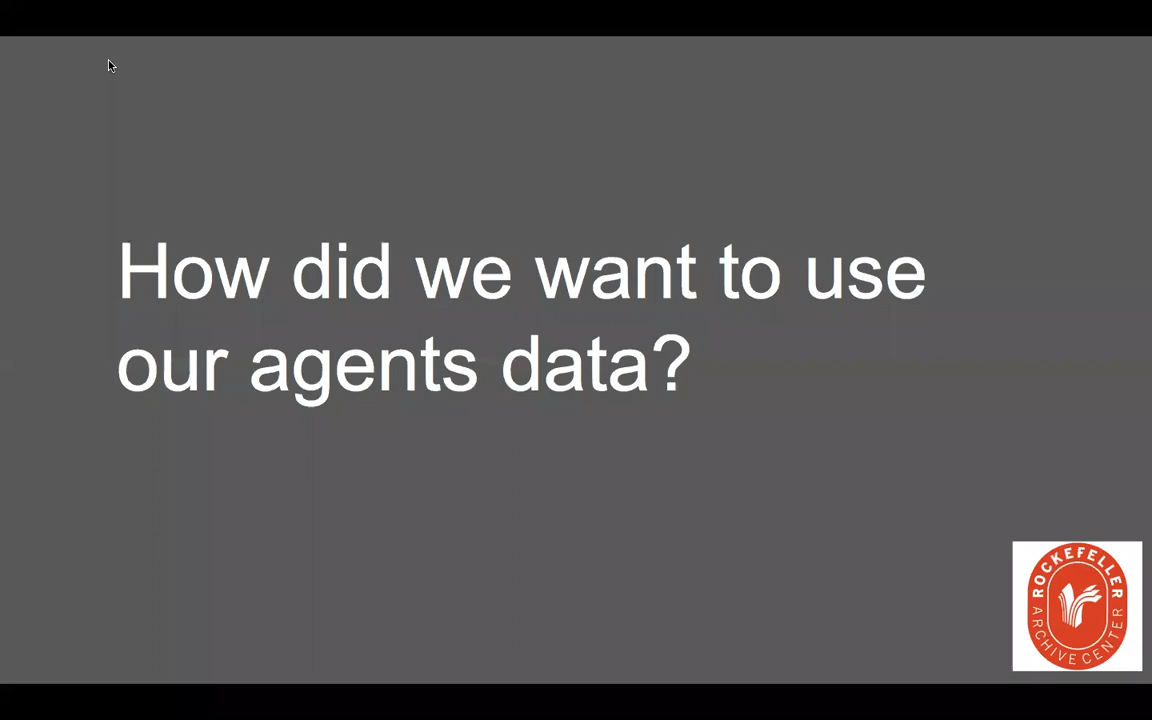 How did we want to use
our agents data?
ROCKEFELLER
ARCHIVE CENTER